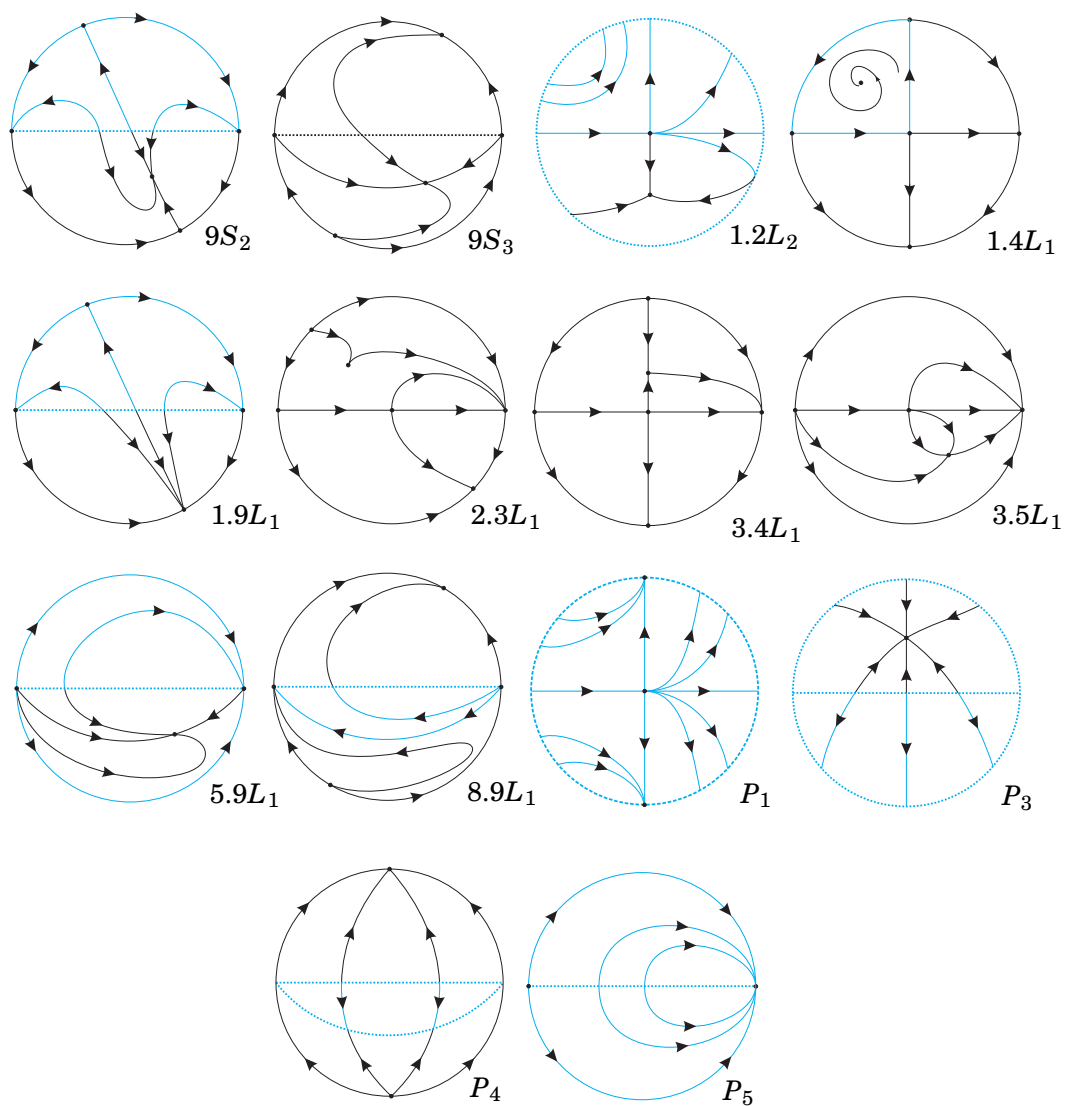 9S₂ 9S₃ 1.2L₂ 1.4L₁
1.9L₁ 2.3L₁ 3.4L₁ 3.5L₁
5.9L₁ 8.9L₁ P₁ P₃
P₄ P₅